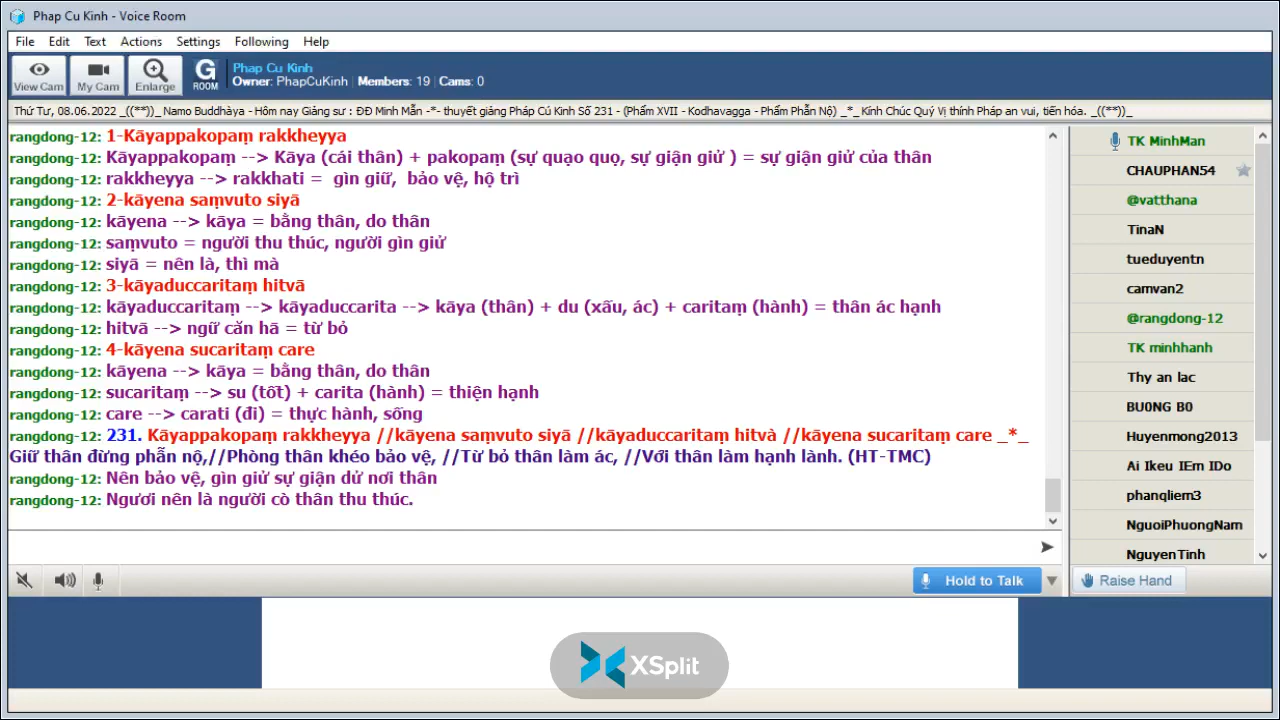 Phap Cu Kinh - Voice Room
File Edit Text Actions Settings Following Help
View Cam My Cam Enlarge G ROOM
Phap Cu Kinh
Owner: PhapCuKinh | Members: 19 | Cams: 0
Thứ Tư, 08.06.2022 _((**))_ Namo Buddhàya - Hôm nay Giảng sư : ĐĐ Minh Mẫn -*- thuyết giảng Pháp Cú Kinh Số 231 - (Phẩm XVII - Kodhavagga - Phẩm Phẫn Nộ) _*_ Kính Chúc Quý Vị thính Pháp an vui, tiến hóa. _((**))_
rangdong-12: 1-Kāyappakopaṃ rakkheyya
rangdong-12: Kāyappakopaṃ --> Kāya (cái thân) + pakopaṃ (sự quạo quọ, sự giận giử ) = sự giận giử của thân
rangdong-12: rakkheyya --> rakkhati = gìn giữ, bảo vệ, hộ trì
rangdong-12: 2-kāyena saṃvuto siyā
rangdong-12: kāyena --> kāya = bằng thân, do thân
rangdong-12: saṃvuto = người thu thúc, người gìn giử
rangdong-12: siyā = nên là, thì mà
rangdong-12: 3-kāyaduccaritaṃ hitvā
rangdong-12: kāyaduccaritaṃ --> kāyaduccarita --> kāya (thân) + du (xấu, ác) + caritaṃ (hành) = thân ác hạnh
rangdong-12: hitvā --> ngữ căn hā = từ bỏ
rangdong-12: 4-kāyena sucaritaṃ care
rangdong-12: kāyena --> kāya = bằng thân, do thân
rangdong-12: sucaritaṃ --> su (tốt) + carita (hành) = thiện hạnh
rangdong-12: care --> carati (đi) = thực hành, sống
rangdong-12: 231. Kāyappakopaṃ rakkheyya //kāyena saṃvuto siyā //kāyaduccaritaṃ hitvà //kāyena sucaritaṃ care _*_
Giữ thân đừng phẫn nộ,//Phòng thân khéo bảo vệ, //Từ bỏ thân làm ác, //Với thân làm hạnh lành. (HT-TMC)
rangdong-12: Nên bảo vệ, gìn giử sự giận dử nơi thân
rangdong-12: Ngươi nên là người cò thân thu thúc.
TK MinhMan
CHAUPHAN54
@vatthana
TinaN
tueduyentn
camvan2
@rangdong-12
TK minhhanh
Thy an lac
BU0NG B0
Huyenmong2013
Ai Ikeu IEm IDo
phanqliem3
NguoiPhuongNam
NguyenTinh
Hold to Talk
Raise Hand
XSplit